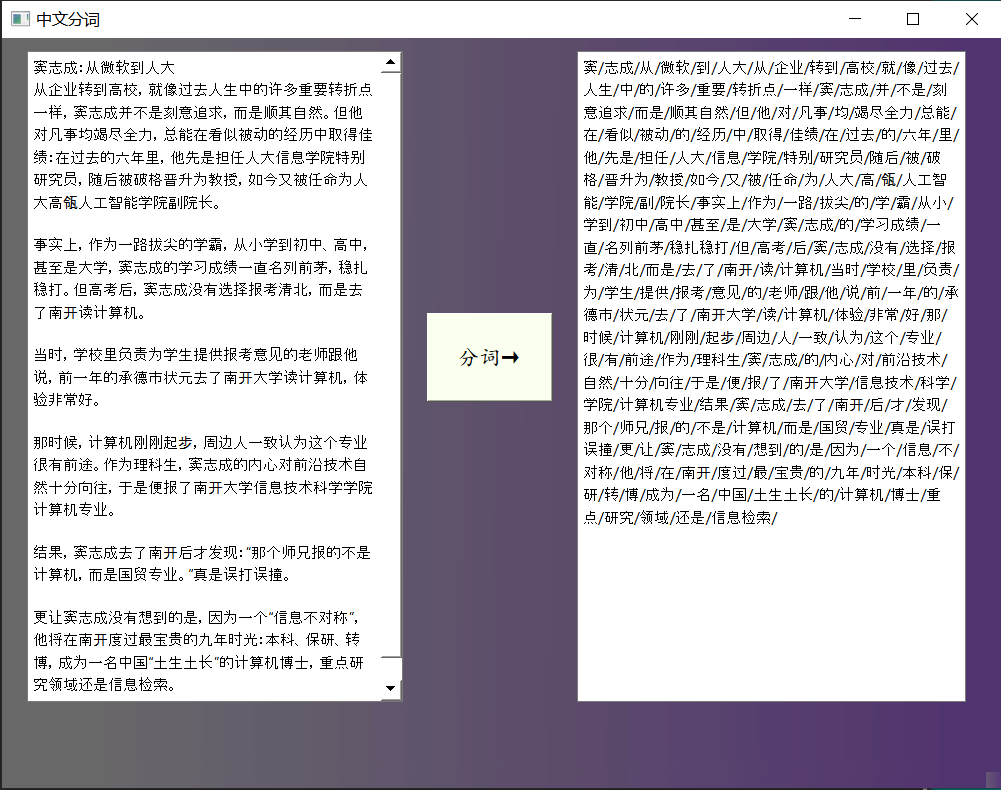 中文分词
窦志成:从微软到人大
从企业转到高校, 就像过去人生中的许多重要转折点
一样, 窦志成并不是刻意追求, 而是顺其自然。但他
对凡事均竭尽全力, 总能在看似被动的经历中取得佳
绩:在过去的六年里, 他先是担任人大信息学院特别
研究员, 随后被破格晋升为教授, 如今又被任命为人
大高瓴人工智能学院副院长。
事实上, 作为一路拔尖的学霸, 从小学到初中、高中,
甚至是大学, 窦志成的学习成绩一直名列前茅, 稳扎
稳打。但高考后, 窦志成没有选择报考清北, 而是去
了南开读计算机。
当时, 学校里负责为学生提供报考意见的老师跟他
说, 前一年的承德市状元去了南开大学读计算机, 体
验非常好。
那时候, 计算机刚刚起步, 周边人一致认为这个专业
很有前途。作为理科生, 窦志成的内心对前沿技术自
然十分向往, 于是便报了南开大学信息技术科学学院
计算机专业。
结果, 窦志成去了南开后才发现:“那个师兄报的不是
计算机, 而是国贸专业。”真是误打误撞。
更让窦志成没有想到的是, 因为一个“信息不对称”,
他将在南开度过最宝贵的九年时光:本科、保研、转
博, 成为一名中国“土生土长”的计算机博士, 重点研
究领域还是信息检索。
分词→
窦/志成/从/微软/到/人大/从/企业/转到/高校/就/像/过去/
人生/中/的/许多/重要/转折点/一样/窦/志成/并/不是/刻
意追求/而是/顺其自然/但/他/对/凡事/均/竭尽全力/总能/
在/看似/被动/的/经历/中/取得/佳绩/在/过去/的/六年/里/
他/先是/担任/人大/信息/学院/特别/研究员/随后/被/破
格/晋升/为/教授/如今/又/被/任命/为/人大/高/瓴/人工智
能/学院/副/院长/事实上/作为/一路/拔尖/的/学/霸/从小/
学到/初中/高中/甚至/是/大学/窦/志成/的/学习成绩/一
直/名列前茅/稳扎稳打/但/高考/后/窦/志成/没有/选择/报
考/清/北/而是/去/了/南开/读/计算机/当时/学校/里/负责/
为/学生/提供/报考/意见/的/老师/跟/他/说/前/一年/的/承
德市/状元/去/了/南开大学/读/计算机/体验/非常/好/那/
时候/计算机/刚刚/起步/周边/人/一致/认为/这个/专业/
很/有/前途/作为/理科生/窦/志成/的/内心/对/前沿技术/
自然/十分/向往/于是/便/报/了/南开大学/信息技术/科学/
学院/计算机专业/结果/窦/志成/去/了/南开/后/才/发现/
那个/师兄/报/的/不是/计算机/而是/国贸/专业/真是/误打
误撞/更/让/窦/志成/没有/想到/的/是/因为/一个/信息/不/
对称/他/将/在/南开/度过/最/宝贵/的/九年/时光/本科/保/
研/转/博/成为/一名/中国/土生土长/的/计算机/博士/重
点/研究/领域/还是/信息检索/